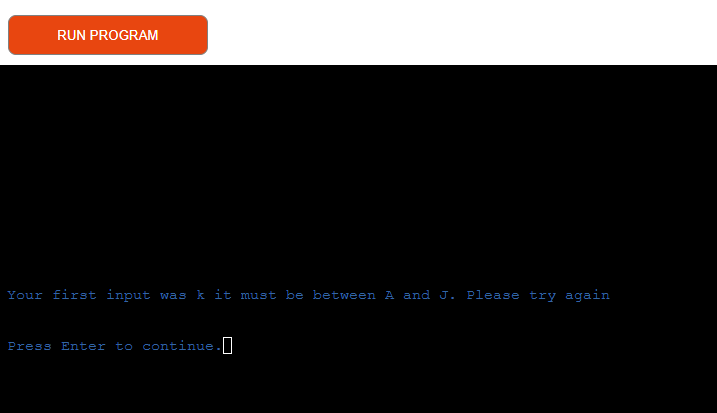 RUN PROGRAM
Your first input was k it must be between A and J. Please try again
Press Enter to continue.